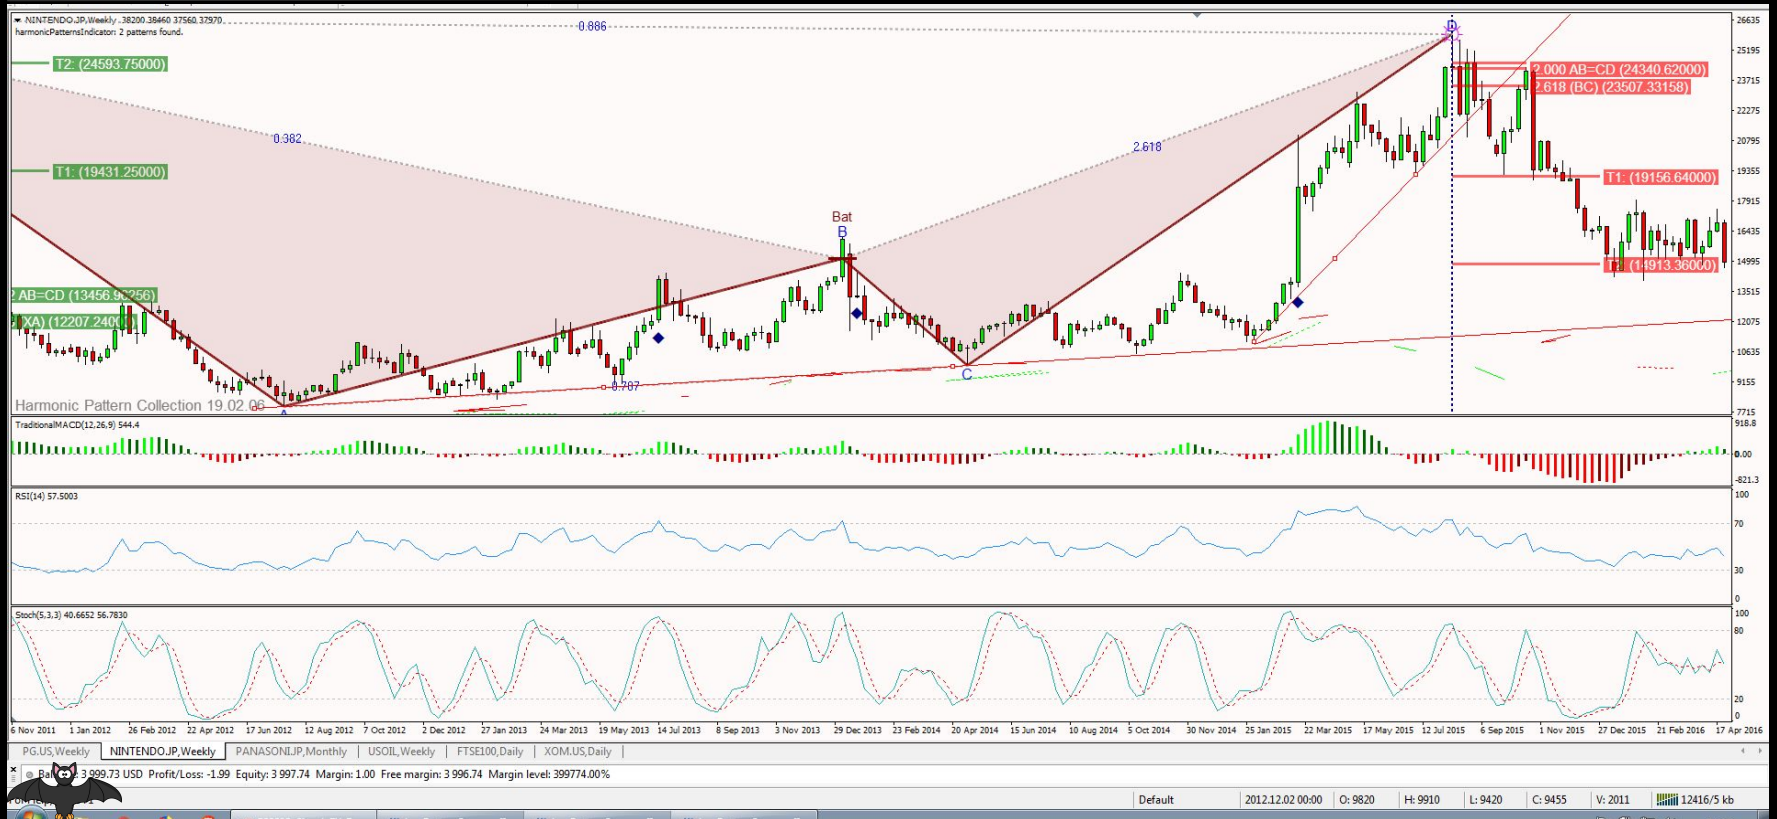 NINTENDO.JP,Weekly 38200 38460 37560 37970
harmonicPatternsIndicator: 2 patterns found.
T2: (24593.75000)
T1: (19431.25000)
AB=CD (13456.96256)
XA) (12207.240
0.886
0.382
0.707
2.618
Bat
A
B
C
D
2.000 AB=CD (24340.62000)
2.618 (BC) (23507.33158)
T1: (19156.64000)
(14913.36000)
Harmonic Pattern Collection 19.02.06
26635
25195
23715
22275
20795
19355
17915
16435
14995
13515
12075
10635
9155
7715
TraditionalMACD(12,26,9) 544.4
918.8
0.00
-821.3
RSI(14) 57.5003
100
70
30
0
Stoch(5,3,3) 40.6652 56.7830
100
80
20
0
6 Nov 2011 1 Jan 2012 26 Feb 2012 22 Apr 2012 17 Jun 2012 12 Aug 2012 7 Oct 2012 2 Dec 2012 27 Jan 2013 24 Mar 2013 19 May 2013 14 Jul 2013 8 Sep 2013 3 Nov 2013 29 Dec 2013 23 Feb 2014 20 Apr 2014 15 Jun 2014 10 Aug 2014 5 Oct 2014 30 Nov 2014 25 Jan 2015 22 Mar 2015 17 May 2015 12 Jul 2015 6 Sep 2015 1 Nov 2015 27 Dec 2015 21 Feb 2016 17 Apr 2016
PG.US,Weekly NINTENDO.JP,Weekly PANASONI.JP,Monthly USOIL,Weekly FTSE100,Daily XOM.US,Daily
3 999.73 USD Profit/Loss: -1.99 Equity: 3 997.74 Margin: 1.00 Free margin: 3 996.74 Margin level: 399774.00%
Default 2012.12.02 00:00 O: 9820 H: 9910 L: 9420 C: 9455 V: 2011 12416/5 kb